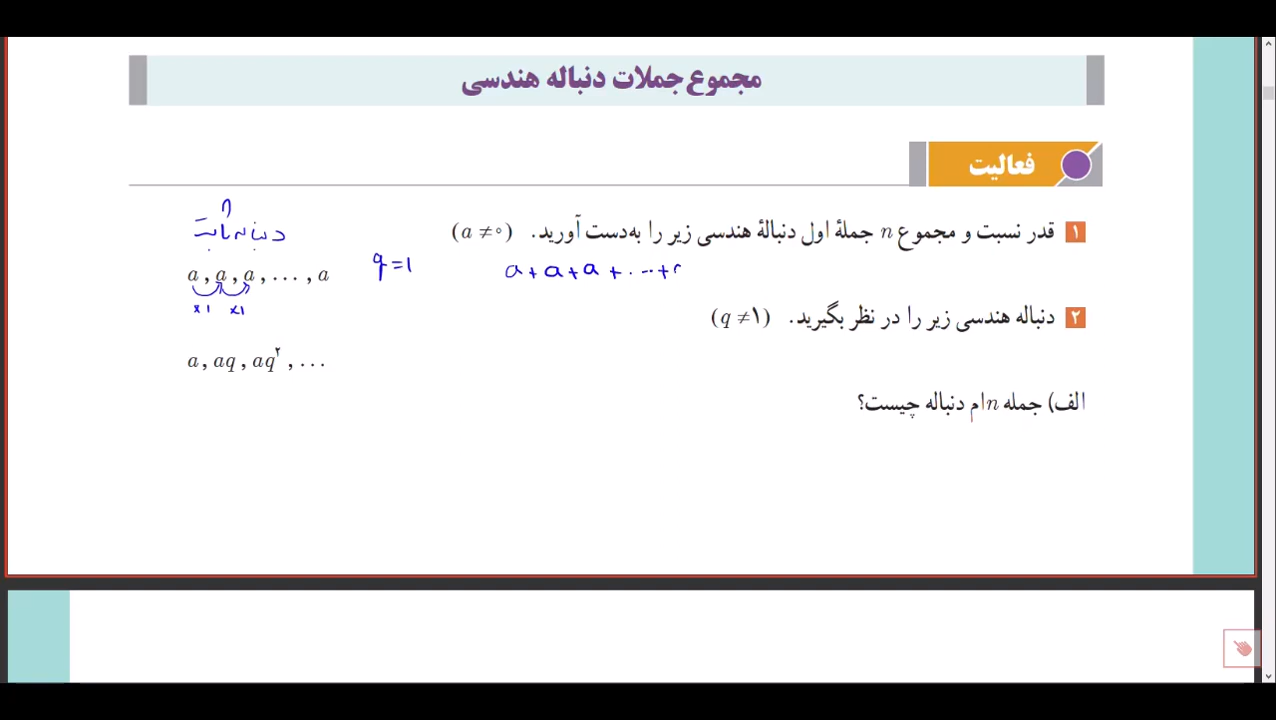 مجموع جملات دنباله هندسی
فعالیت
۱ قدر نسبت و مجموع n جملهٔ اول دنبالهٔ هندسی زیر را به‌دست آورید. (a ≠ ۰)
دنباله ثابت
a , a , a , ... , a q = 1 a + a + a + ... +
×1 ×1
۲ دنباله هندسی زیر را در نظر بگیرید. (q ≠ ۱)
a , aq , aq^۲ , ...
الف) جمله nام دنباله چیست؟